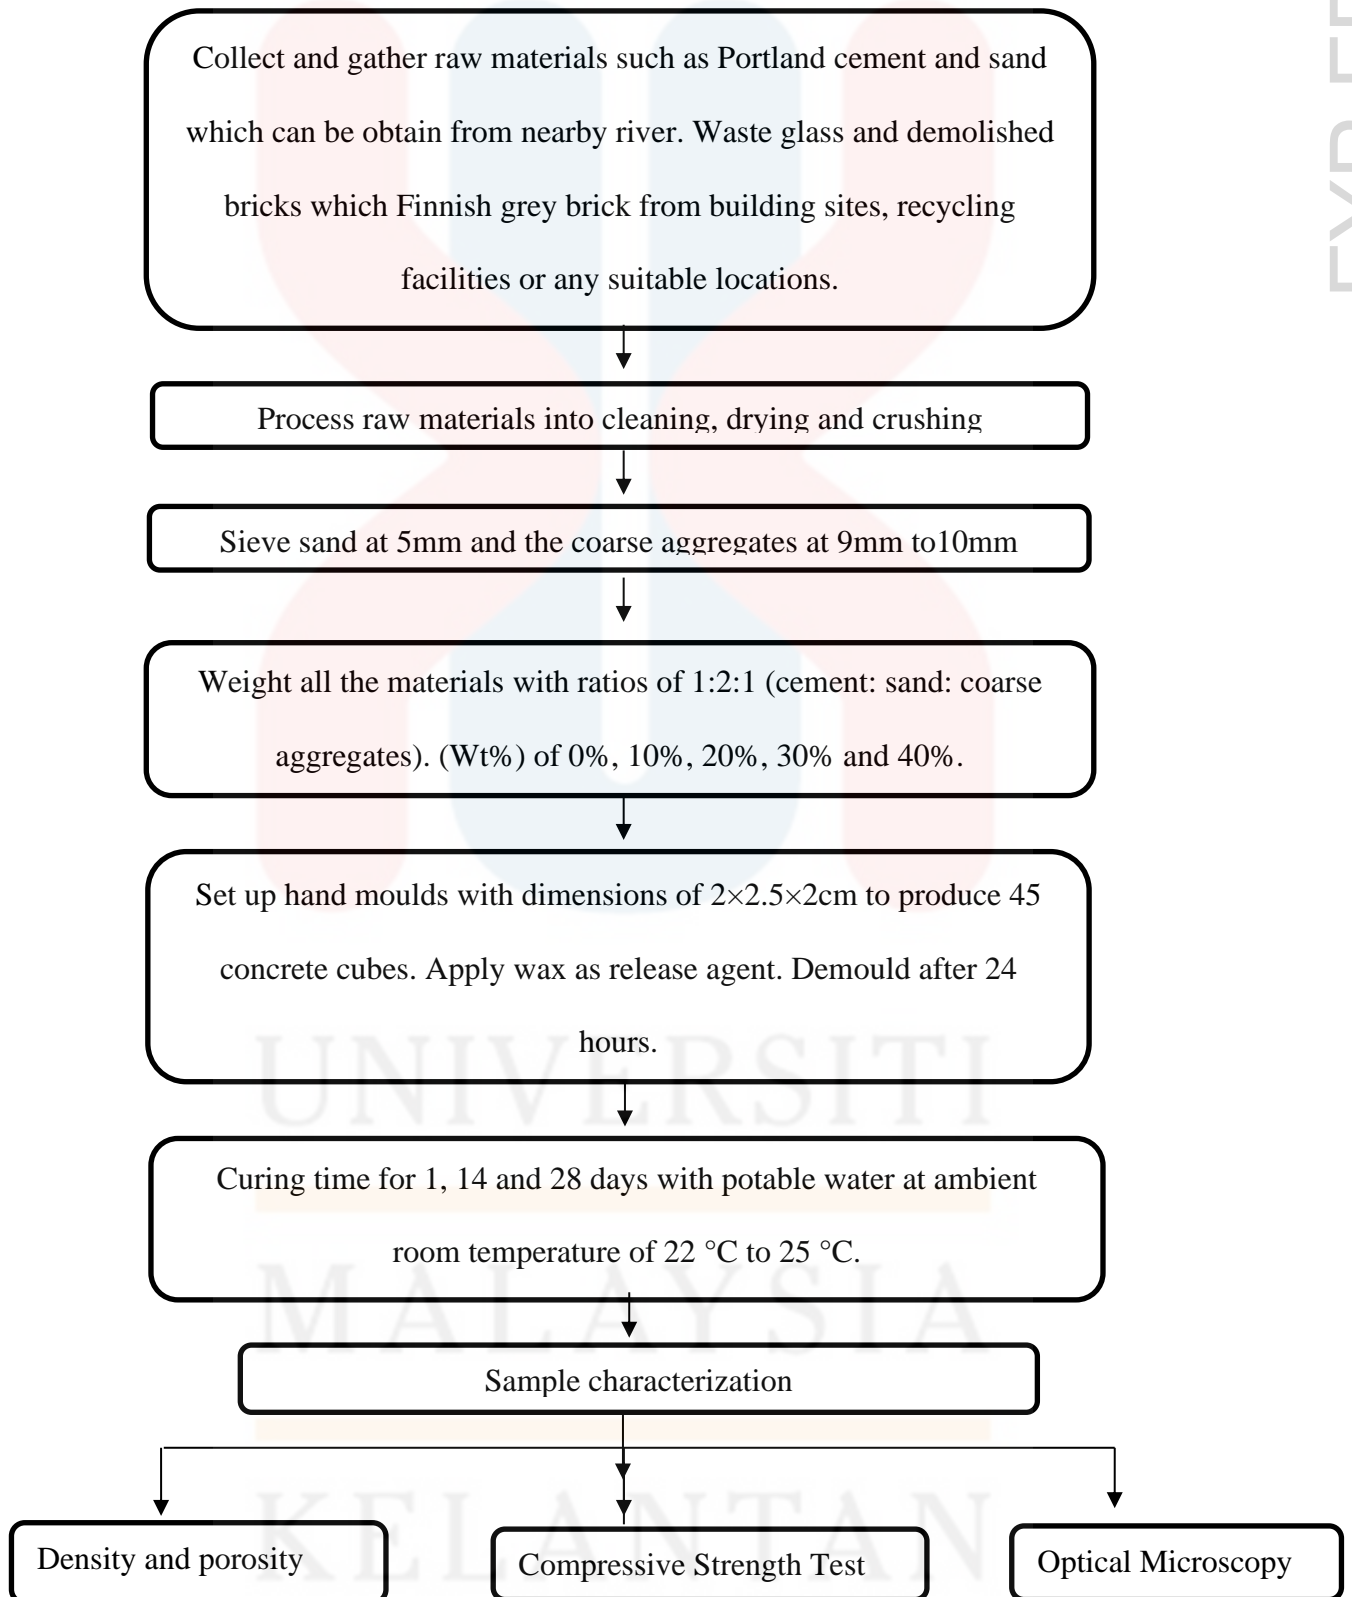 Collect and gather raw materials such as Portland cement and sand
which can be obtain from nearby river. Waste glass and demolished
bricks which Finnish grey brick from building sites, recycling
facilities or any suitable locations.
Process raw materials into cleaning, drying and crushing
Sieve sand at 5mm and the coarse aggregates at 9mm to10mm
Weight all the materials with ratios of 1:2:1 (cement: sand: coarse
aggregates). (Wt%) of 0%, 10%, 20%, 30% and 40%.
Set up hand moulds with dimensions of 2×2.5×2cm to produce 45
concrete cubes. Apply wax as release agent. Demould after 24
hours.
UNIVERSITI
Curing time for 1, 14 and 28 days with potable water at ambient
room temperature of 22 °C to 25 °C.
MALAYSIA
Sample characterization
KELANTAN
Density and porosity
Compressive Strength Test
Optical Microscopy